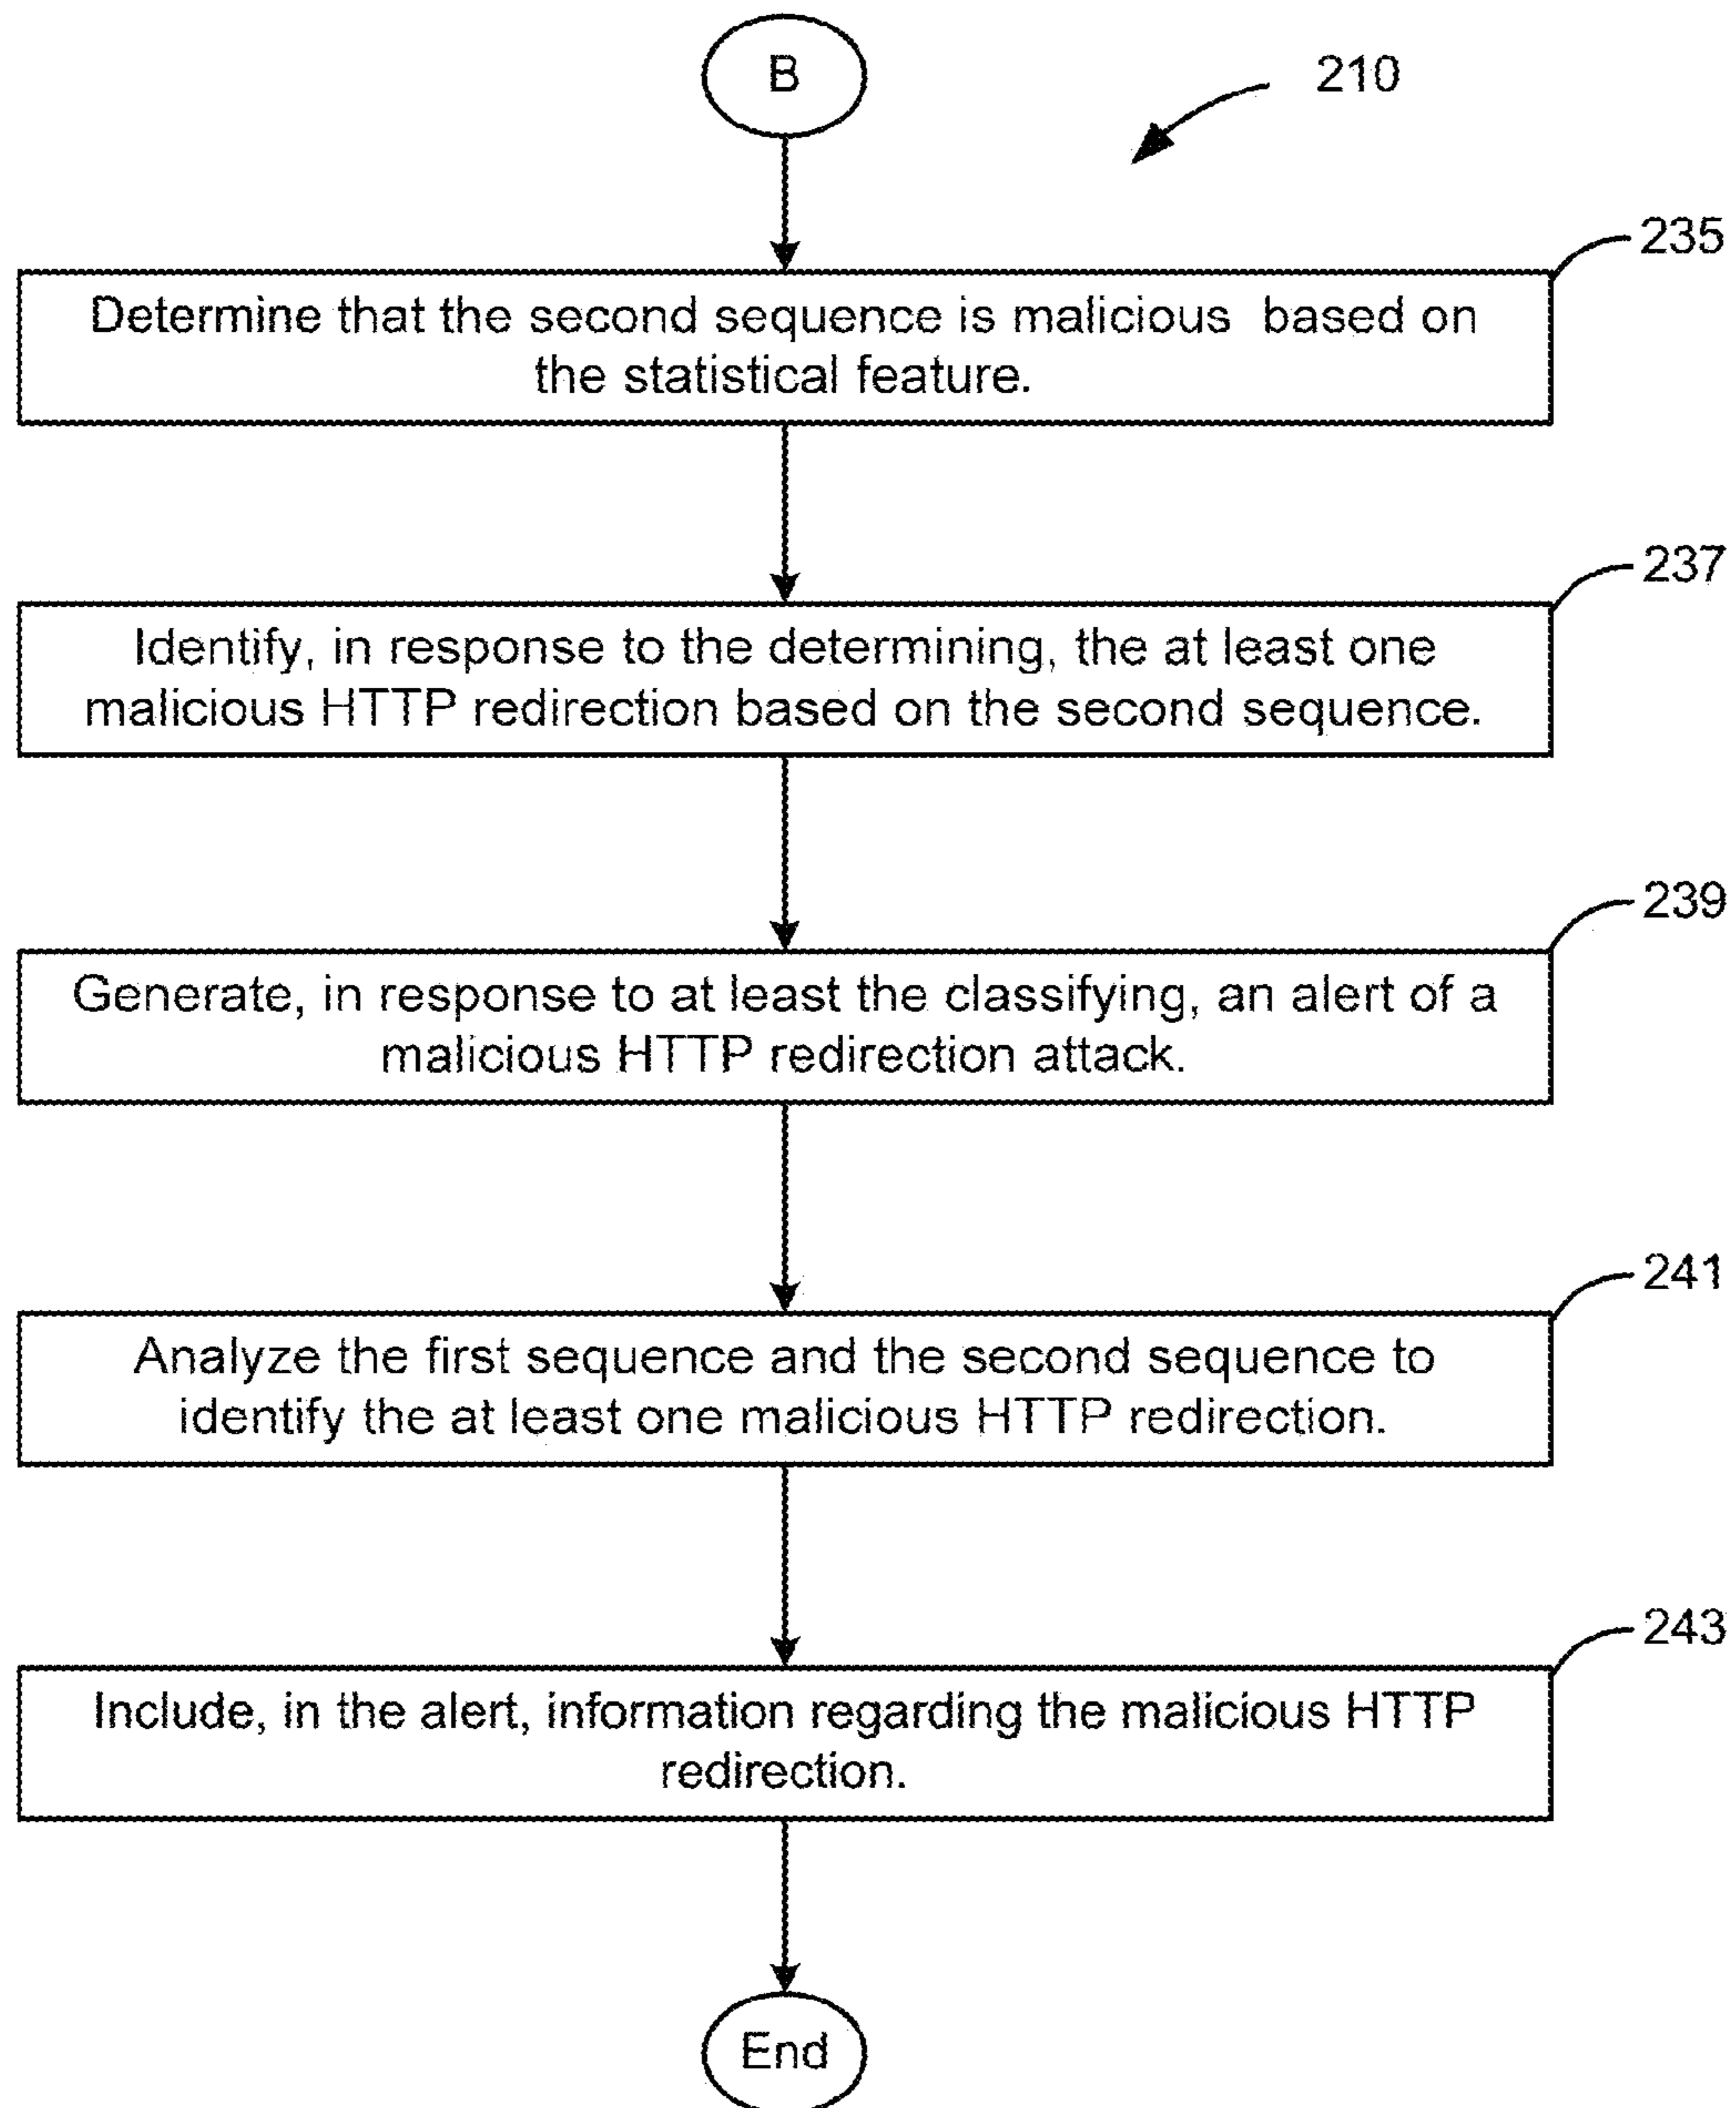 B
210
235
Determine that the second sequence is malicious based on
the statistical feature.
237
Identify, in response to the determining, the at least one
malicious HTTP redirection based on the second sequence.
239
Generate, in response to at least the classifying, an alert of a
malicious HTTP redirection attack.
241
Analyze the first sequence and the second sequence to
identify the at least one malicious HTTP redirection.
243
Include, in the alert, information regarding the malicious HTTP
redirection.
End